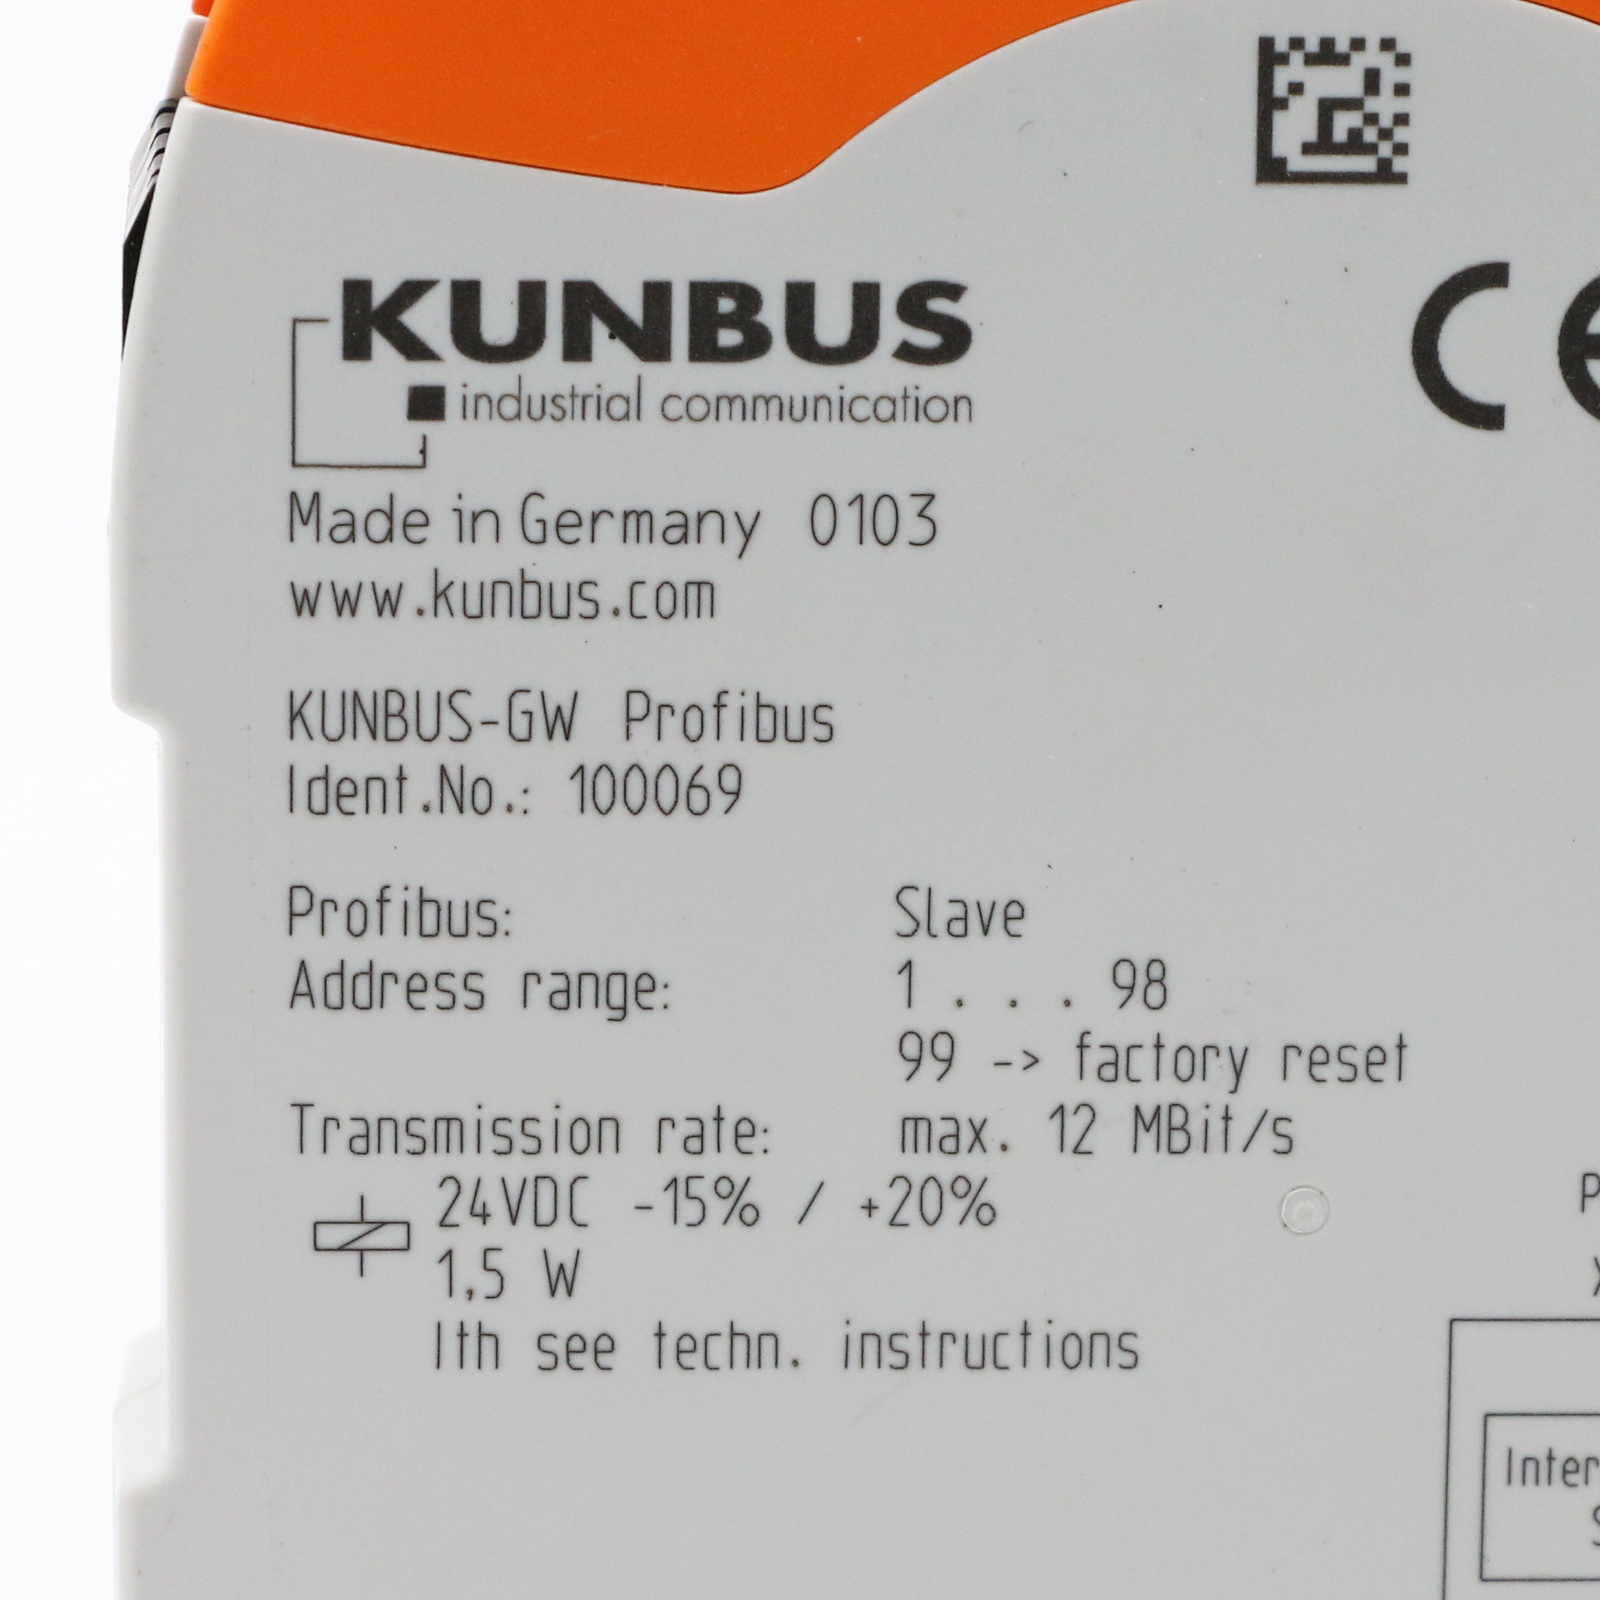 KUNBUS
industrial communication
CE
Made in Germany 0103
www.kunbus.com
KUNBUS-GW Profibus
Ident.No.: 100069
Profibus: Slave
Address range: 1 . . . 98
99 -> factory reset
Transmission rate: max. 12 MBit/s
24VDC -15% / +20%
1,5 W
Ith see techn. instructions